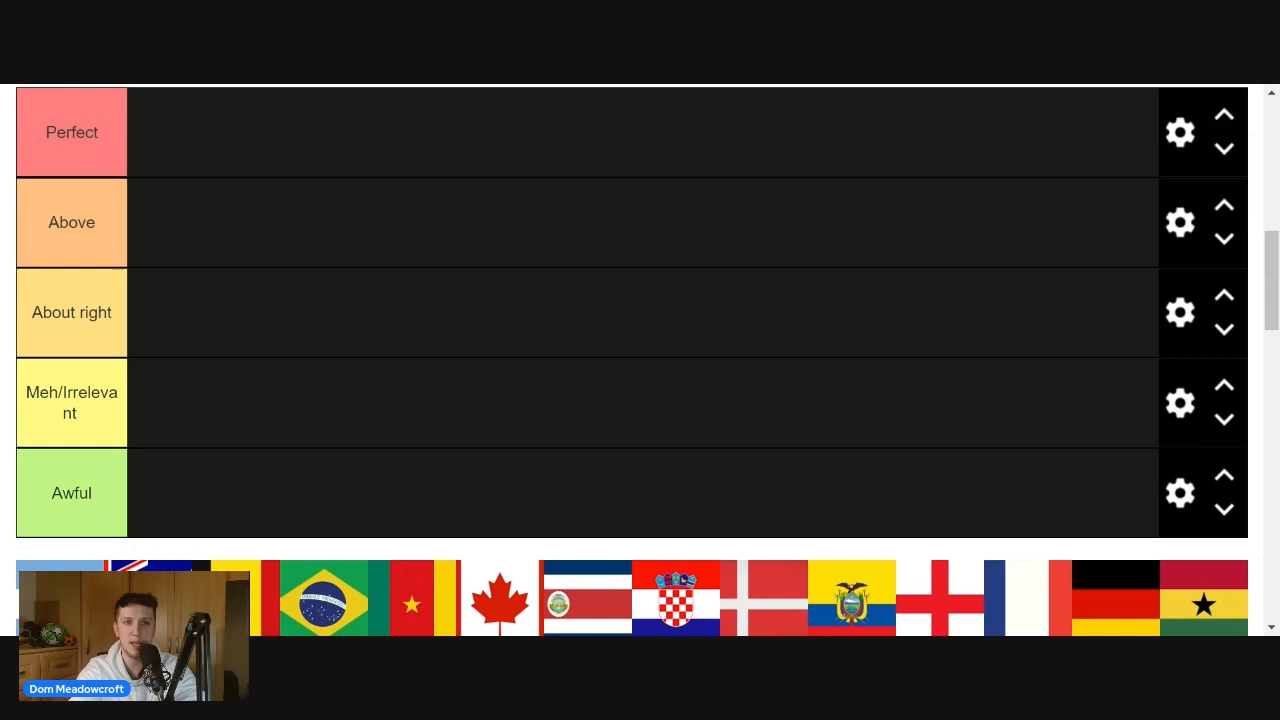 Perfect
Above
About right
Meh/Irreleva
nt
Awful
Dom Meadowcroft